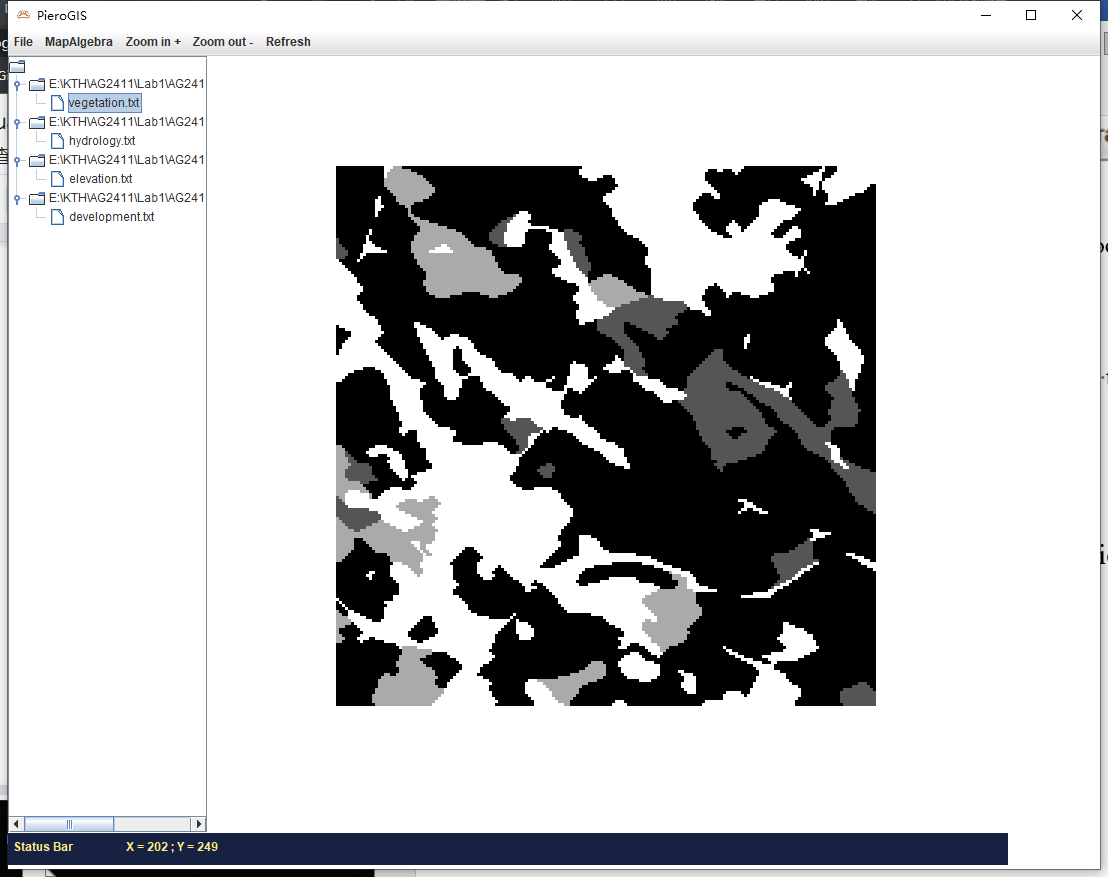 PieroGIS
File MapAlgebra Zoom in + Zoom out - Refresh
E:\KTH\AG2411\Lab1\AG241
vegetation.txt
E:\KTH\AG2411\Lab1\AG241
hydrology.txt
E:\KTH\AG2411\Lab1\AG241
elevation.txt
E:\KTH\AG2411\Lab1\AG241
development.txt
Status Bar X = 202 ; Y = 249